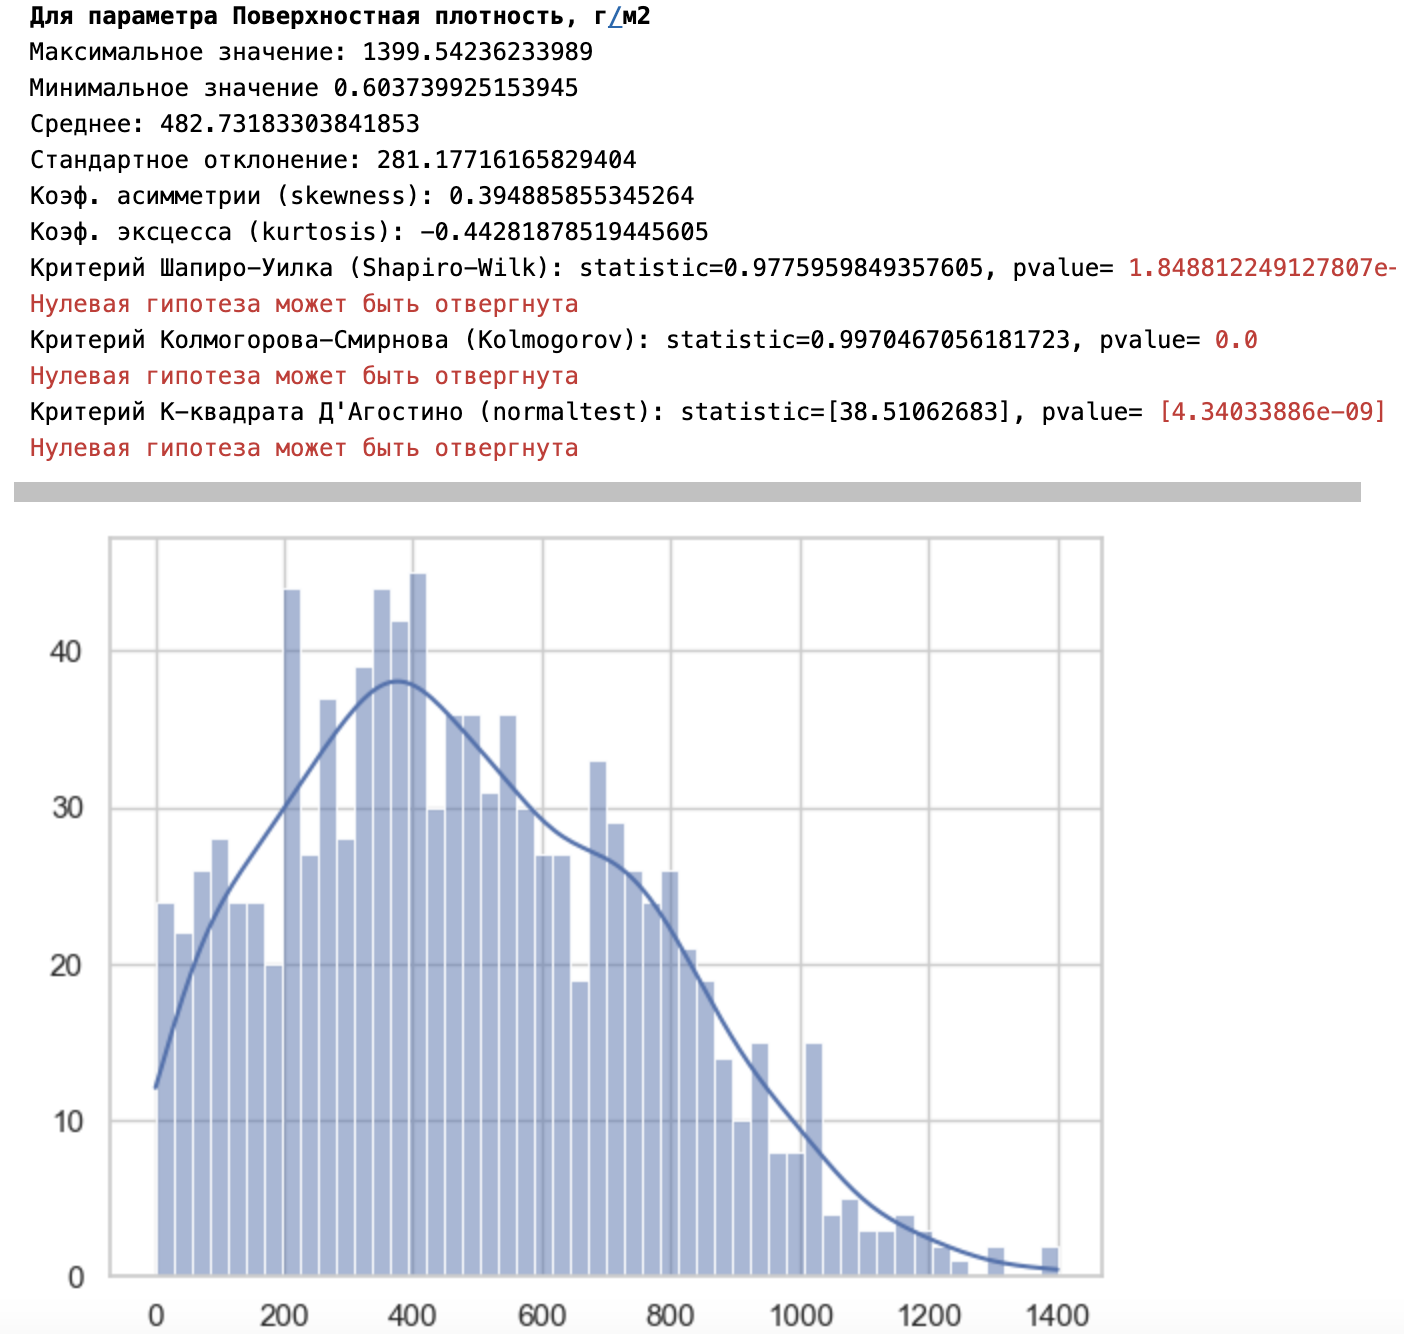 Для параметра Поверхностная плотность, г/м2
Максимальное значение: 1399.54236233989
Минимальное значение 0.603739925153945
Среднее: 482.73183303841853
Стандартное отклонение: 281.17716165829404
Коэф. асимметрии (skewness): 0.394885855345264
Коэф. эксцесса (kurtosis): -0.44281878519445605
Критерий Шапиро-Уилка (Shapiro-Wilk): statistic=0.9775959849357605, pvalue= 1.848812249127807e-
Нулевая гипотеза может быть отвергнута
Критерий Колмогорова-Смирнова (Kolmogorov): statistic=0.9970467056181723, pvalue= 0.0
Нулевая гипотеза может быть отвергнута
Критерий К-квадрата Д'Агостино (normaltest): statistic=[38.51062683], pvalue= [4.34033886e-09]
Нулевая гипотеза может быть отвергнута
40
30
20
10
0
0 200 400 600 800 1000 1200 1400